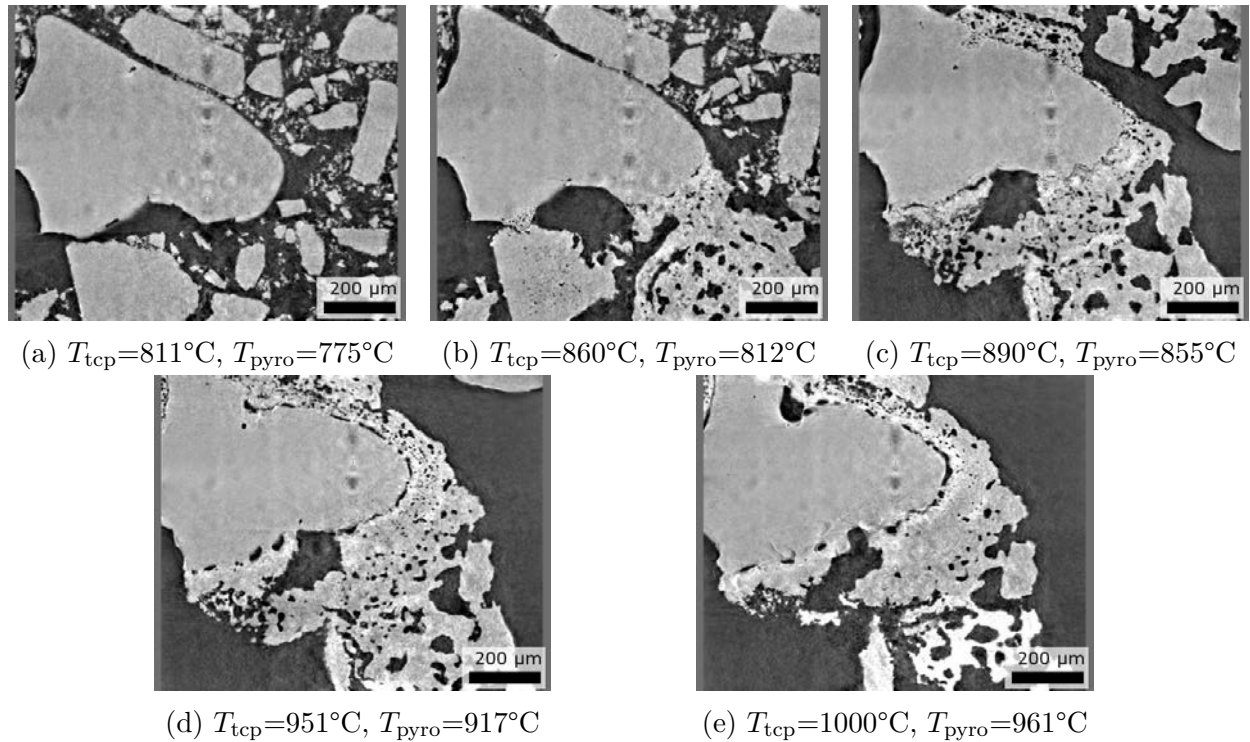 200 µm
200 µm
200 µm
(a) T_tcp=811°C, T_pyro=775°C
(b) T_tcp=860°C, T_pyro=812°C
(c) T_tcp=890°C, T_pyro=855°C
200 µm
200 µm
(d) T_tcp=951°C, T_pyro=917°C
(e) T_tcp=1000°C, T_pyro=961°C